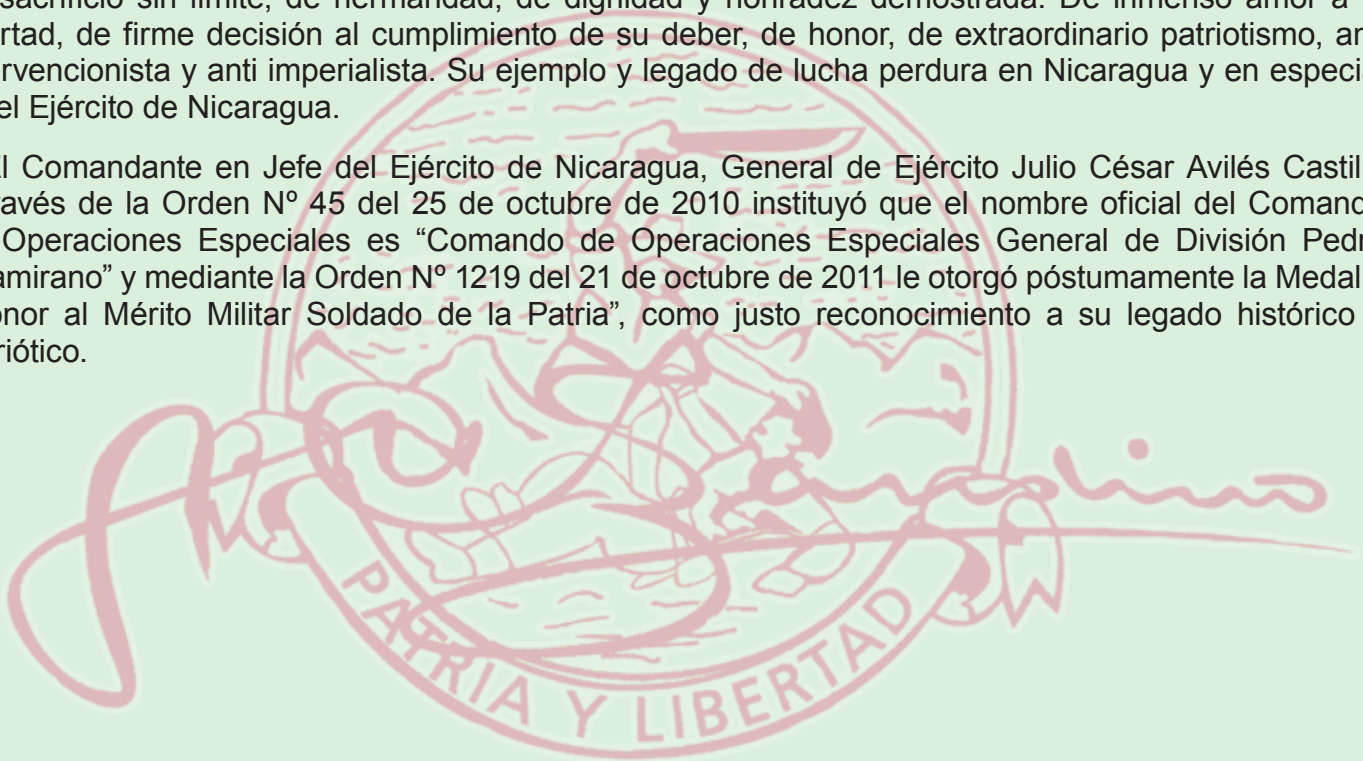 sacrificio sin límite, de hermandad, de dignidad y honradez demostrada. De inmenso amor a
ertad, de firme decisión al cumplimiento de su deber, de honor, de extraordinario patriotismo, an
ervencionista y anti imperialista. Su ejemplo y legado de lucha perdura en Nicaragua y en especia
el Ejército de Nicaragua.
El Comandante en Jefe del Ejército de Nicaragua, General de Ejército Julio César Avilés Castil
ravés de la Orden Nº 45 del 25 de octubre de 2010 instituyó que el nombre oficial del Comand
Operaciones Especiales es “Comando de Operaciones Especiales General de División Pedr
amirano” y mediante la Orden Nº 1219 del 21 de octubre de 2011 le otorgó póstumamente la Medal
onor al Mérito Militar Soldado de la Patria”, como justo reconocimiento a su legado histórico
riótico.
PATRIA Y LIBERTAD